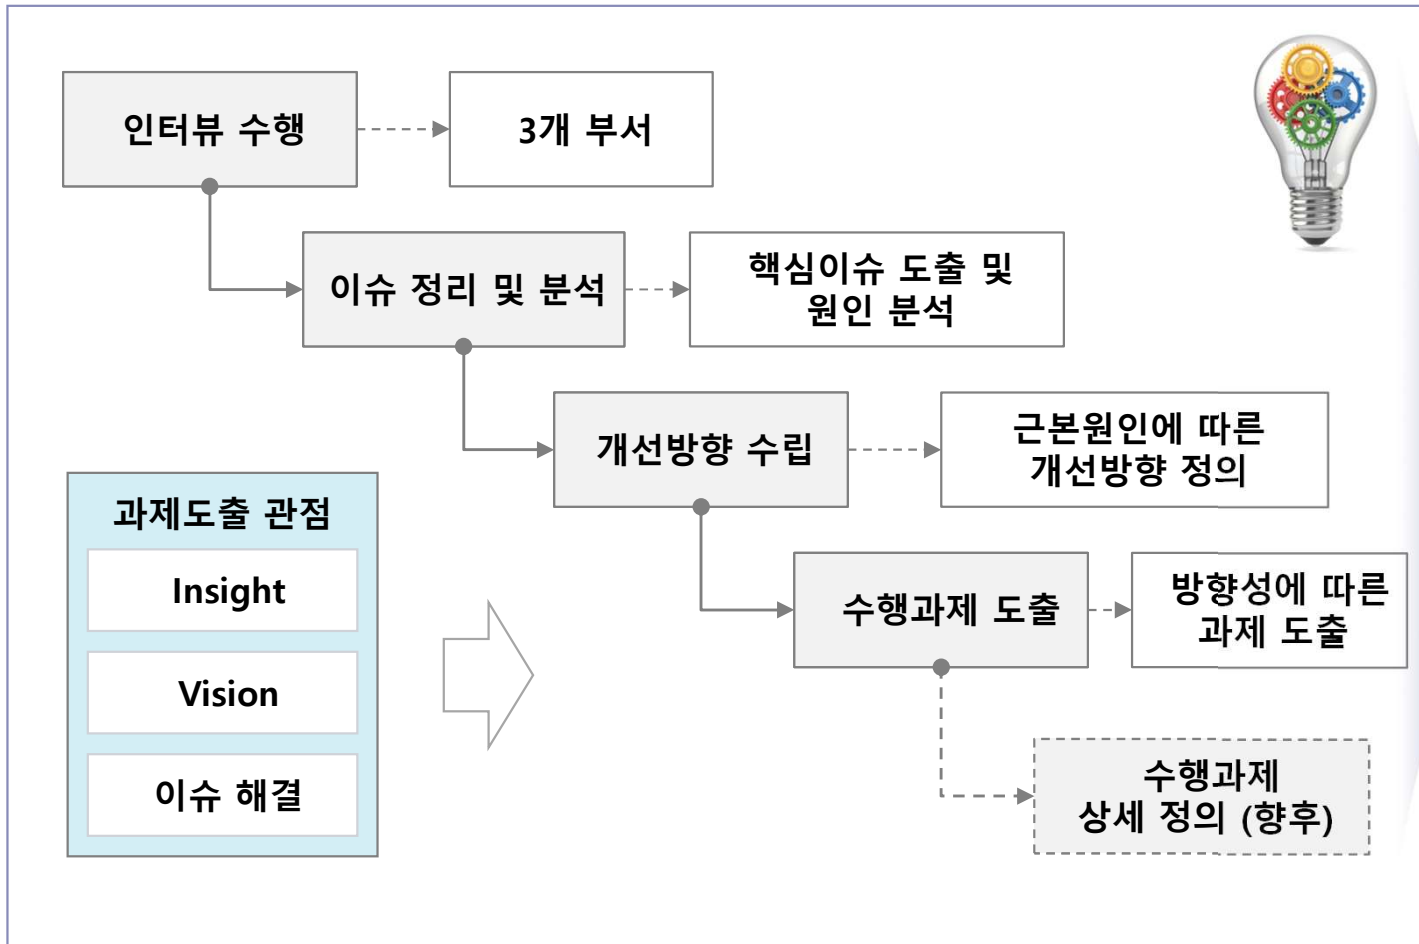 인터뷰 수행
3개 부서
이슈 정리 및 분석
핵심이슈 도출 및
원인 분석
개선방향 수립
근본원인에 따른
개선방향 정의
과제도출 관점
Insight
Vision
이슈 해결
수행과제 도출
방향성에 따른
과제 도출
수행과제
상세 정의 (향후)